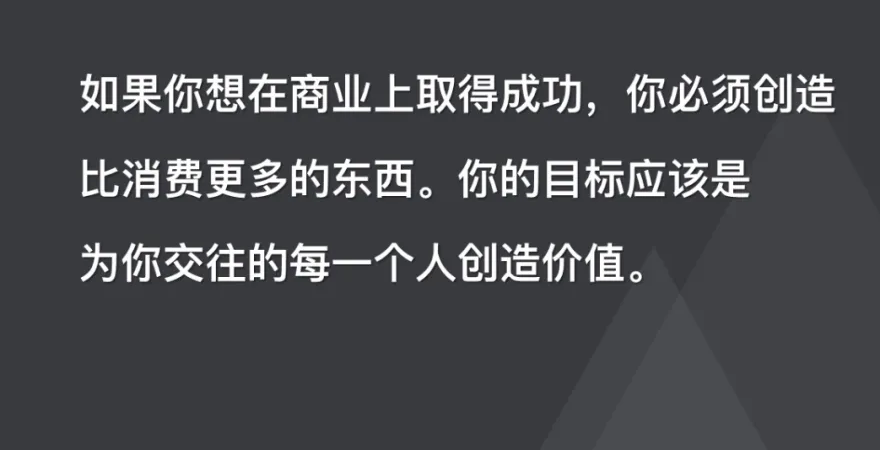 如果你想在商业上取得成功，你必须创造
比消费更多的东西。你的目标应该是
为你交往的每一个人创造价值。